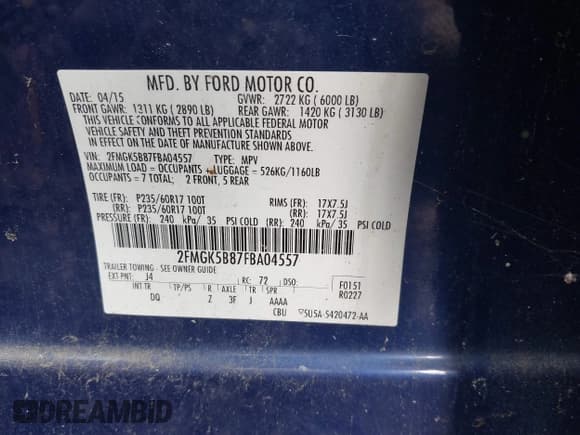 MFD. BY FORD MOTOR CO.
DATE: 04/15 GVWR: 2722 KG ( 6000 LB)
FRONT GAWR: 1311 KG ( 2890 LB) REAR GAWR: 1420 KG ( 3130 LB)
THIS VEHICLE CONFORMS TO ALL APPLICABLE FEDERAL MOTOR
VEHICLE SAFETY AND THEFT PREVENTION STANDARDS
IN EFFECT ON THE DATE OF MANUFACTURE SHOWN ABOVE.
VIN: 2FMGK5B87FBA04557 TYPE: MPV
MAXIMUM LOAD = OCCUPANTS + LUGGAGE = 526KG/1160LB
OCCUPANTS = 7 TOTAL; 2 FRONT, 5 REAR
TIRE (FR): P235/60R17 100T RIMS (FR): 17X7.5J
(RR): P235/60R17 100T (RR): 17X7.5J
PRESSURE (FR): 240 kPa/ 35 PSI COLD (RR): 240 kPa/ 35 PSI COLD
2FMGK5B87FBA04557
TRAILER TOWING - SEE OWNER GUIDE
EXT PNT: J4 RC: 72 DSO: F0151
INT TR TP/PS R AXLE TR SPR R0227
DQ Z 3F J AAAA
CBU 5U5A-5420472-AA
DREAMBID